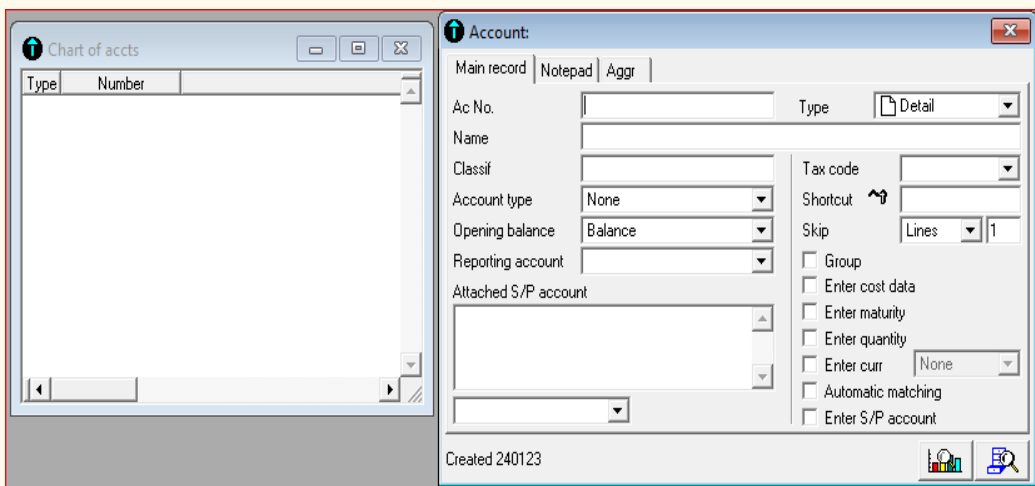 Chart of accts
Type Number
Account:
Main record Notepad Aggr
Ac No. Type Detail
Name
Classif Tax code
Account type None Shortcut
Opening balance Balance Skip Lines 1
Reporting account Group
Attached S/P account Enter cost data
Enter maturity
Enter quantity
Enter curr None
Automatic matching
Enter S/P account
Created 240123